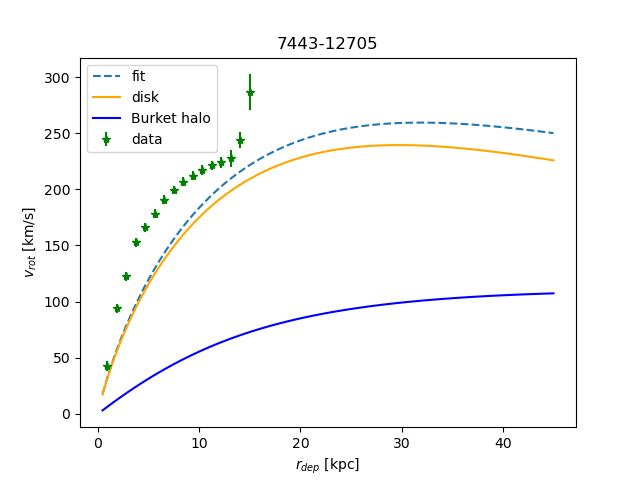 7443-12705
fit
disk
Burket halo
data
300
250
200
150
100
50
0
v_rot [km/s]
0 10 20 30 40
r_dep [kpc]